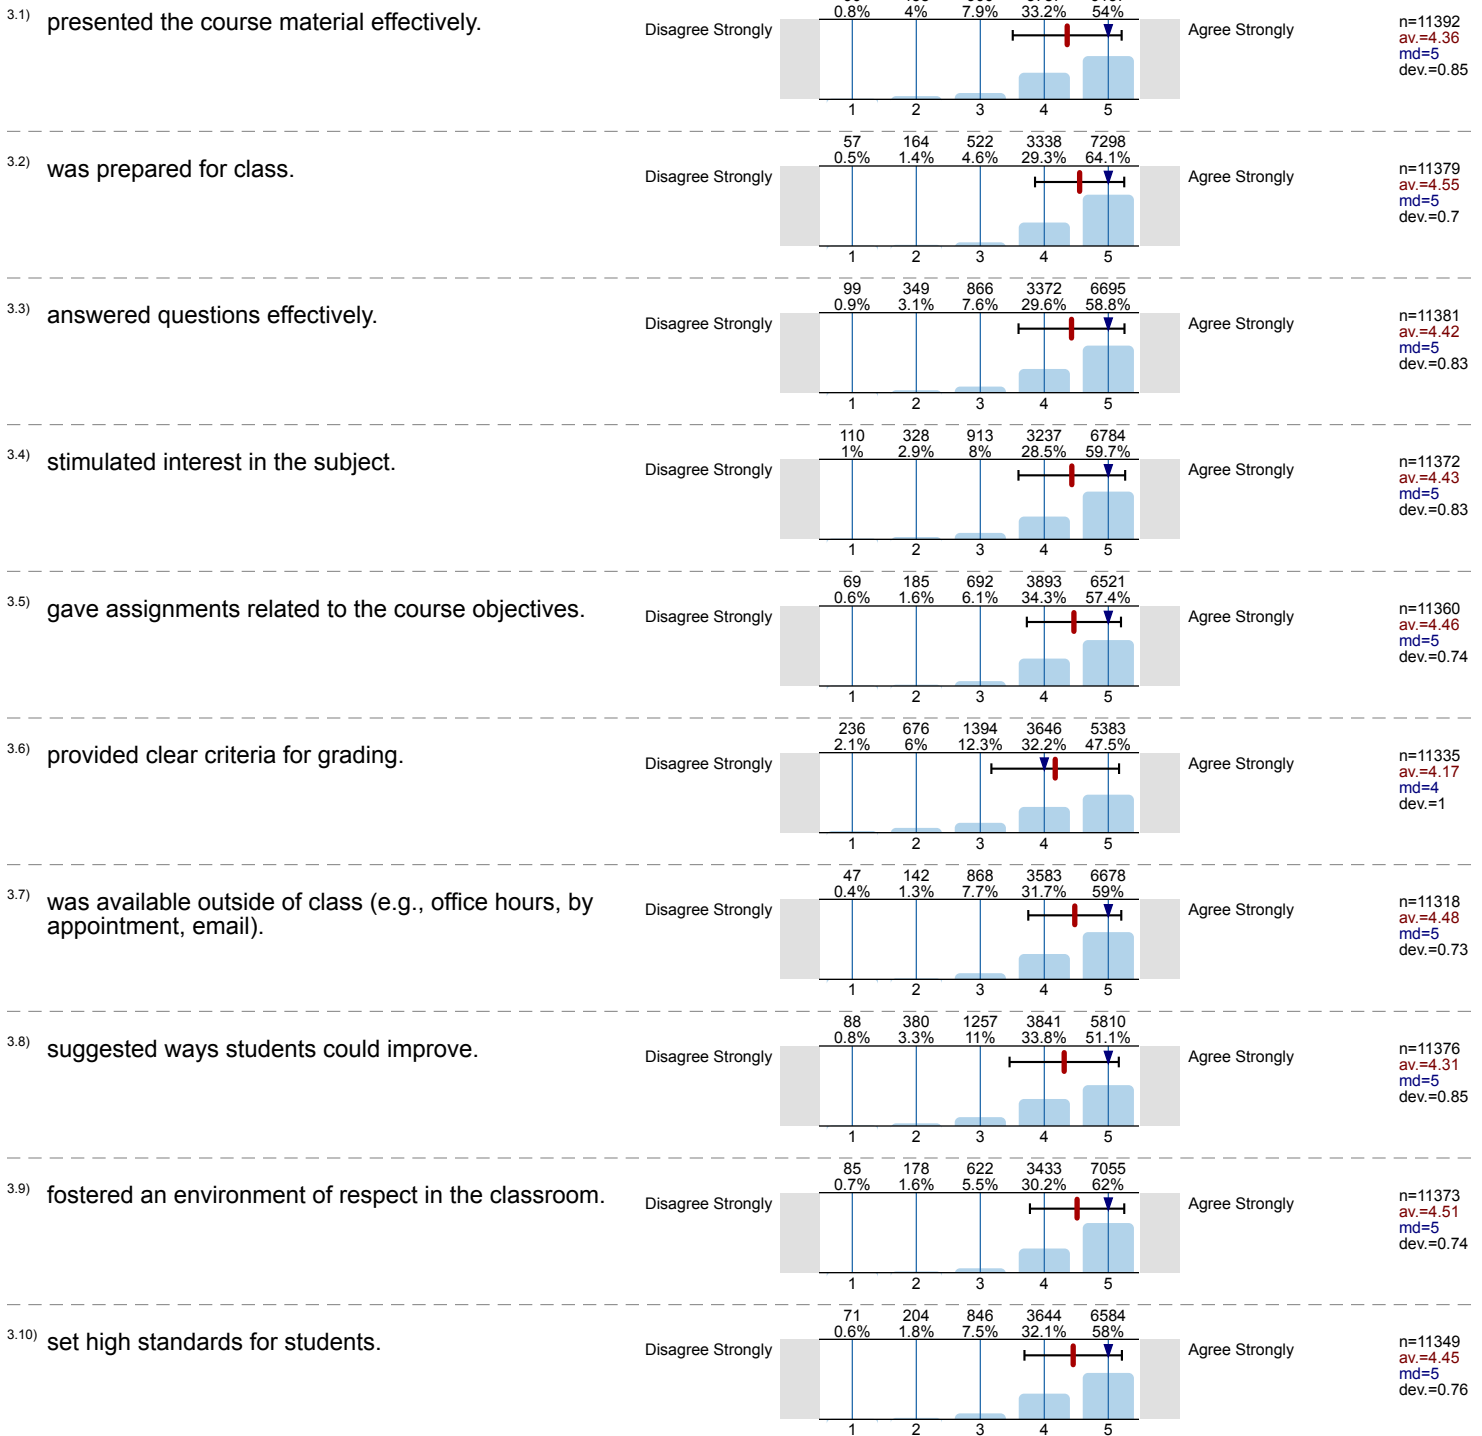 3.1) presented the course material effectively.
0.8% 4% 7.9% 33.2% 54%
Disagree Strongly Agree Strongly
n=11392
av.=4.36
md=5
dev.=0.85
1 2 3 4 5
3.2) was prepared for class.
57 164 522 3338 7298
0.5% 1.4% 4.6% 29.3% 64.1%
Disagree Strongly Agree Strongly
n=11379
av.=4.55
md=5
dev.=0.7
1 2 3 4 5
3.3) answered questions effectively.
99 349 866 3372 6695
0.9% 3.1% 7.6% 29.6% 58.8%
Disagree Strongly Agree Strongly
n=11381
av.=4.42
md=5
dev.=0.83
1 2 3 4 5
3.4) stimulated interest in the subject.
110 328 913 3237 6784
1% 2.9% 8% 28.5% 59.7%
Disagree Strongly Agree Strongly
n=11372
av.=4.43
md=5
dev.=0.83
1 2 3 4 5
3.5) gave assignments related to the course objectives.
69 185 692 3893 6521
0.6% 1.6% 6.1% 34.3% 57.4%
Disagree Strongly Agree Strongly
n=11360
av.=4.46
md=5
dev.=0.74
1 2 3 4 5
3.6) provided clear criteria for grading.
236 676 1394 3646 5383
2.1% 6% 12.3% 32.2% 47.5%
Disagree Strongly Agree Strongly
n=11335
av.=4.17
md=4
dev.=1
1 2 3 4 5
3.7) was available outside of class (e.g., office hours, by
appointment, email).
47 142 868 3583 6678
0.4% 1.3% 7.7% 31.7% 59%
Disagree Strongly Agree Strongly
n=11318
av.=4.48
md=5
dev.=0.73
1 2 3 4 5
3.8) suggested ways students could improve.
88 380 1257 3841 5810
0.8% 3.3% 11% 33.8% 51.1%
Disagree Strongly Agree Strongly
n=11376
av.=4.31
md=5
dev.=0.85
1 2 3 4 5
3.9) fostered an environment of respect in the classroom.
85 178 622 3433 7055
0.7% 1.6% 5.5% 30.2% 62%
Disagree Strongly Agree Strongly
n=11373
av.=4.51
md=5
dev.=0.74
1 2 3 4 5
3.10) set high standards for students.
71 204 846 3644 6584
0.6% 1.8% 7.5% 32.1% 58%
Disagree Strongly Agree Strongly
n=11349
av.=4.45
md=5
dev.=0.76
1 2 3 4 5